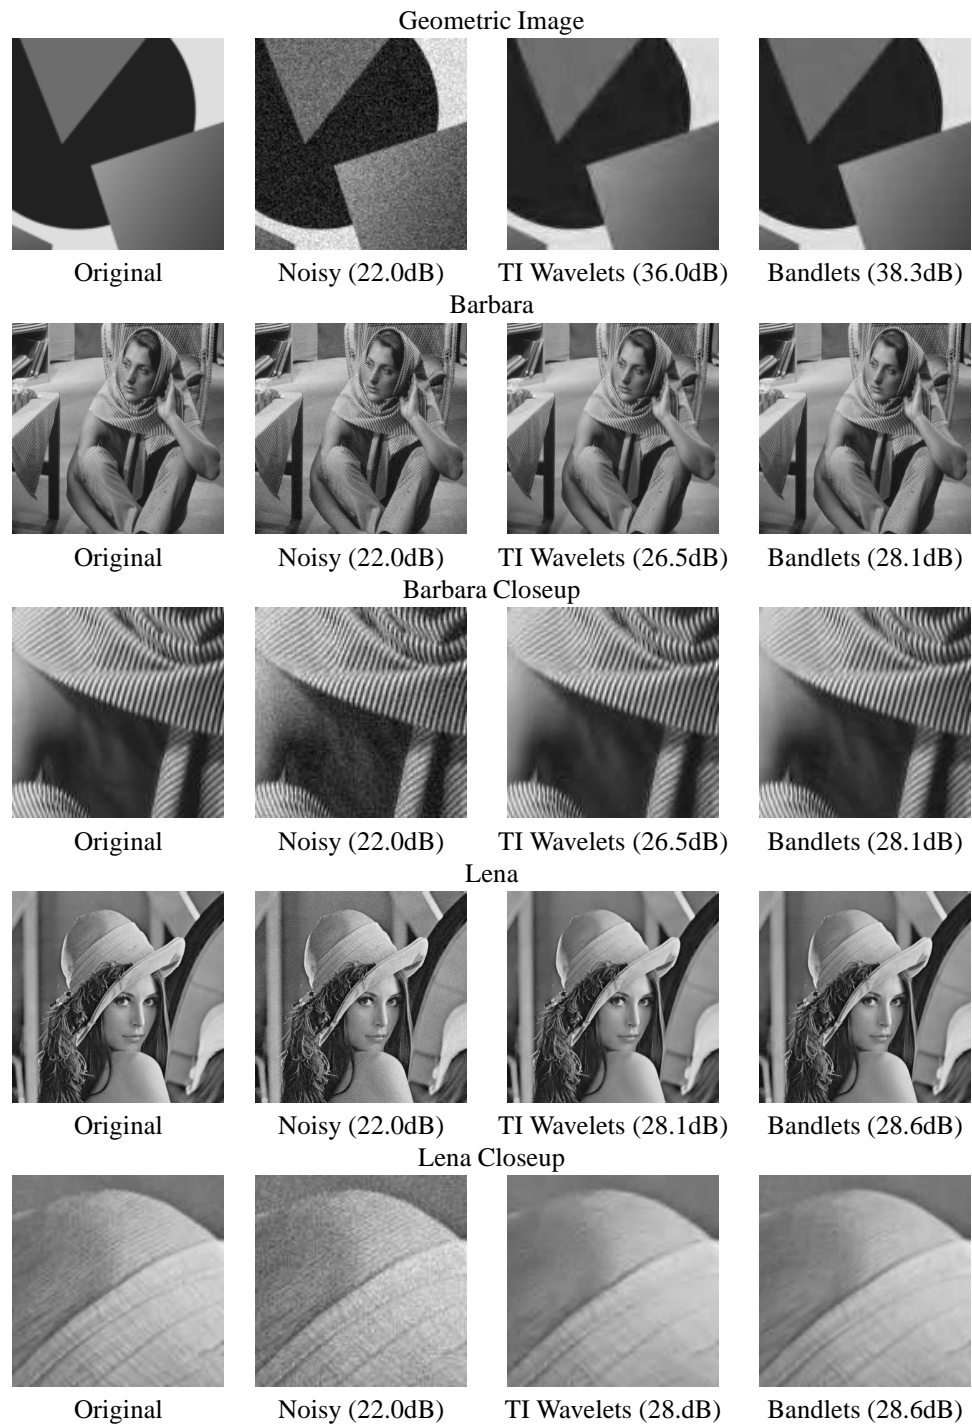 Geometric Image
Original Noisy (22.0dB) TI Wavelets (36.0dB) Bandlets (38.3dB)
Barbara
Original Noisy (22.0dB) TI Wavelets (26.5dB) Bandlets (28.1dB)
Barbara Closeup
Original Noisy (22.0dB) TI Wavelets (26.5dB) Bandlets (28.1dB)
Lena
Original Noisy (22.0dB) TI Wavelets (28.1dB) Bandlets (28.6dB)
Lena Closeup
Original Noisy (22.0dB) TI Wavelets (28.dB) Bandlets (28.6dB)